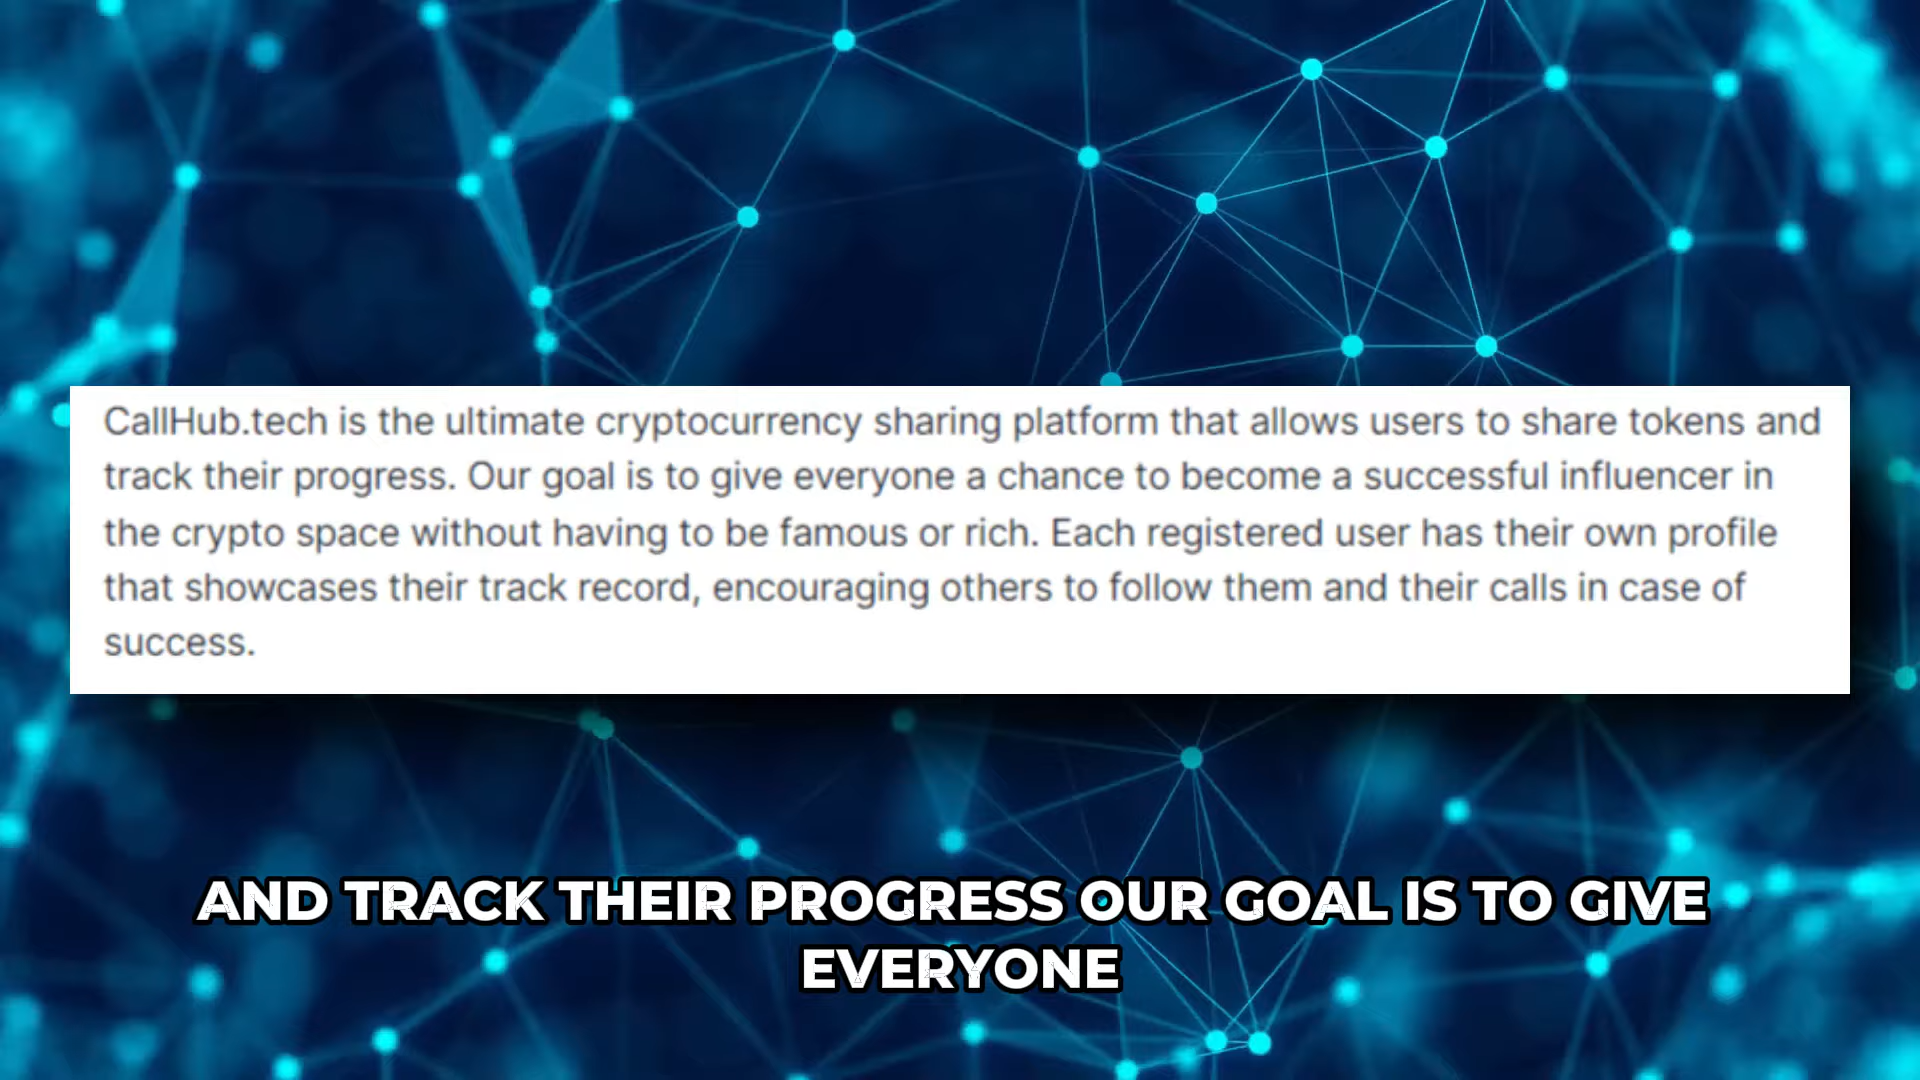 CallHub.tech is the ultimate cryptocurrency sharing platform that allows users to share tokens and
track their progress. Our goal is to give everyone a chance to become a successful influencer in
the crypto space without having to be famous or rich. Each registered user has their own profile
that showcases their track record, encouraging others to follow them and their calls in case of
success.
AND TRACK THEIR PROGRESS OUR GOAL IS TO GIVE
EVERYONE